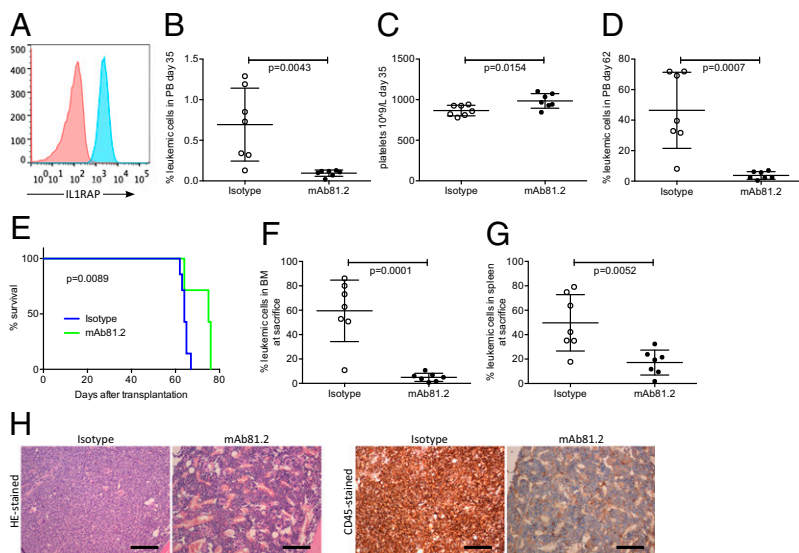 A
500
400
300
200
100
0
10^0 10^1 10^2 10^3 10^4 10^5
IL1RAP
B
% leukemic cells in PB day 35
1.5
1.0
0.5
0.0
p=0.0043
Isotype
mAb81.2
C
platelets 10^9/L day 35
1500
1000
500
0
p=0.0154
Isotype
mAb81.2
D
% leukemic cells in PB day 62
80
60
40
20
0
p=0.0007
Isotype
mAb81.2
E
% survival
100
50
0
p=0.0089
Isotype
mAb81.2
0 20 40 60 80
Days after transplantation
F
% leukemic cells in BM
at sacrifice
100
80
60
40
20
0
p=0.0001
Isotype
mAb81.2
G
% leukemic cells in spleen
at sacrifice
100
80
60
40
20
0
p=0.0052
Isotype
mAb81.2
H
Isotype
mAb81.2
HE-stained
Isotype
mAb81.2
CD45-stained